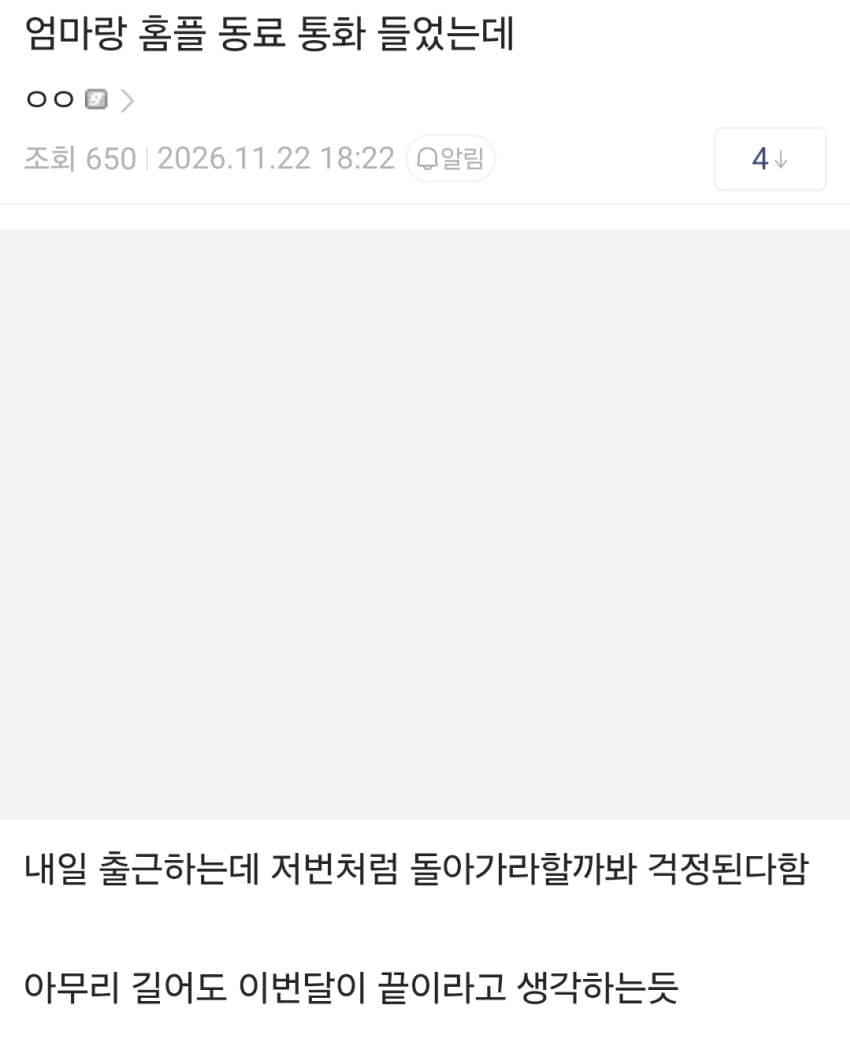 엄마랑 홈플 동료 통화 들었는데
ㅇㅇ
조회 650 2026.11.22 18:22 알림
4↓
내일 출근하는데 저번처럼 돌아가라할까봐 걱정된다함
아무리 길어도 이번달이 끝이라고 생각하는듯